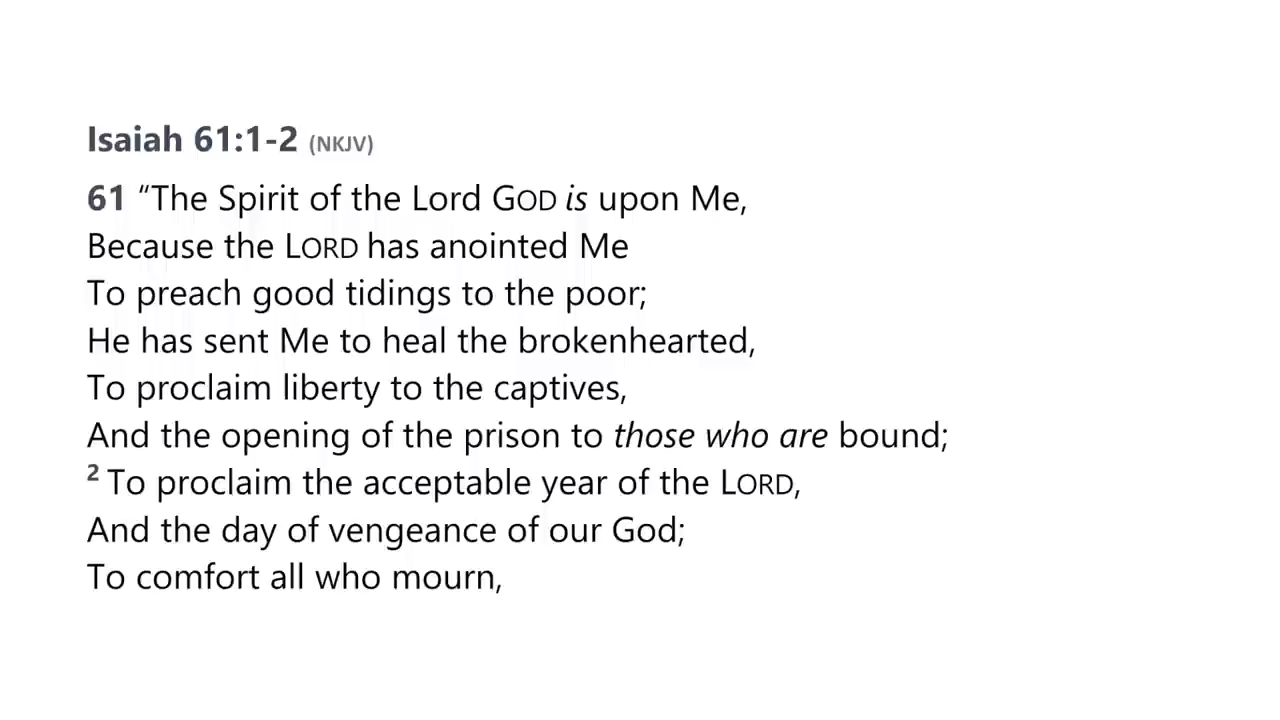 Isaiah 61:1-2 (NKJV)
61 “The Spirit of the Lord GOD is upon Me,
Because the LORD has anointed Me
To preach good tidings to the poor;
He has sent Me to heal the brokenhearted,
To proclaim liberty to the captives,
And the opening of the prison to those who are bound;
2 To proclaim the acceptable year of the LORD,
And the day of vengeance of our God;
To comfort all who mourn,